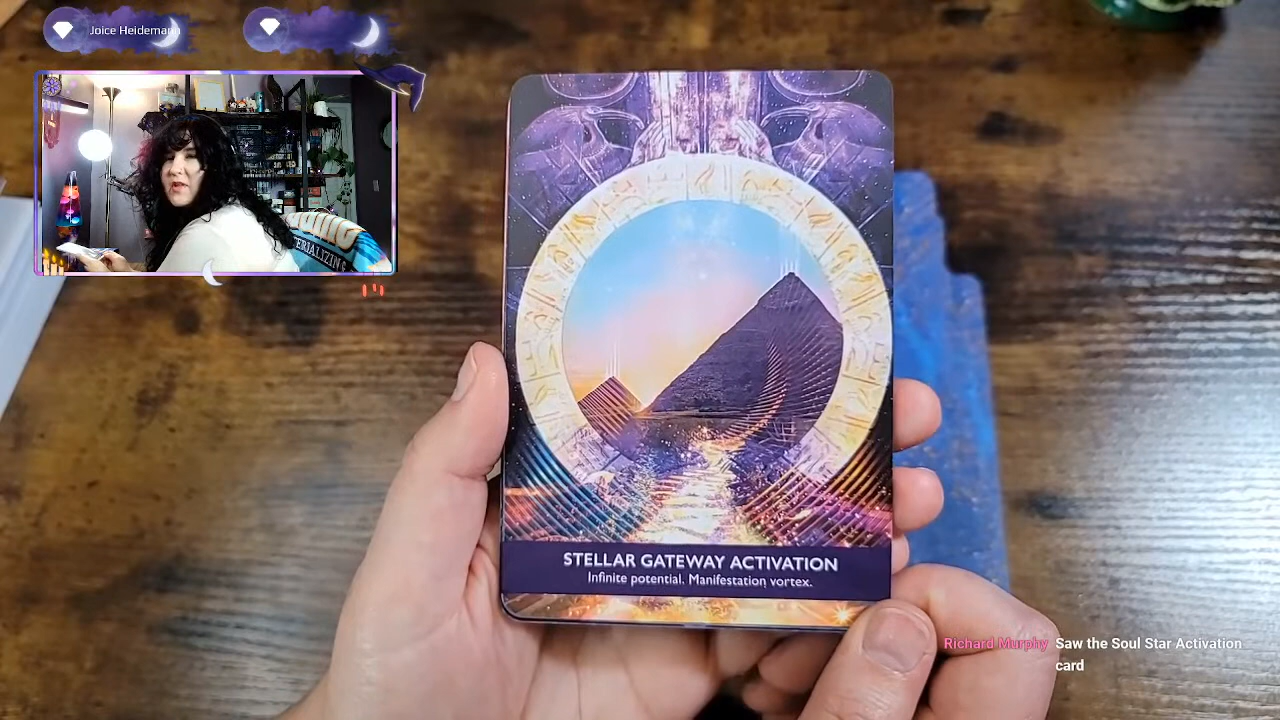 Joice Heidemann
STELLAR GATEWAY ACTIVATION
Infinite potential. Manifestation vortex.
Richard Murphy Saw the Soul Star Activation
card